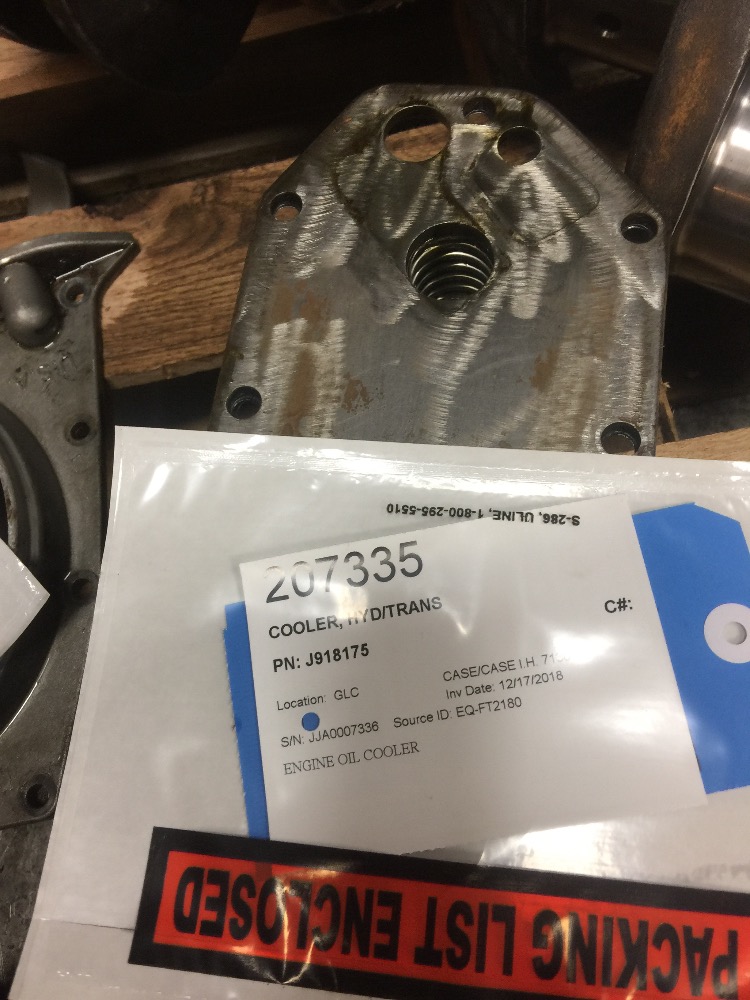 S-286, ULINE, 1-800-295-5510
207335
COOLER, HYD/TRANS
C#:
PN: J918175
CASE/CASE I.H.
Location: GLC
Inv Date: 12/17/2018
S/N: JJA0007336 Source ID: EQ-FT2180
ENGINE OIL COOLER
PACKING LIST ENCLOSED